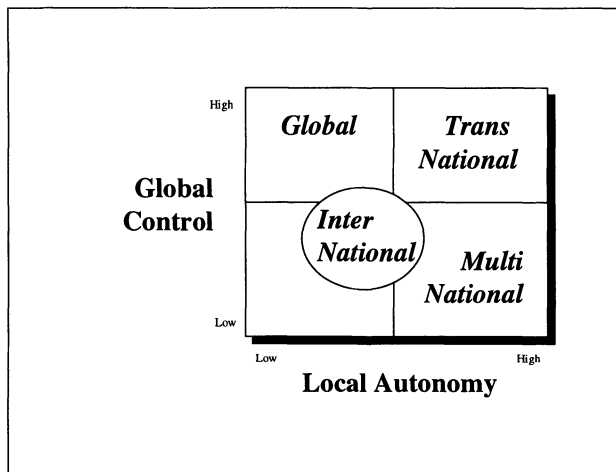 High
Global
Trans
National
Global
Control
Inter
National
Multi
National
Low
Low
High
Local Autonomy